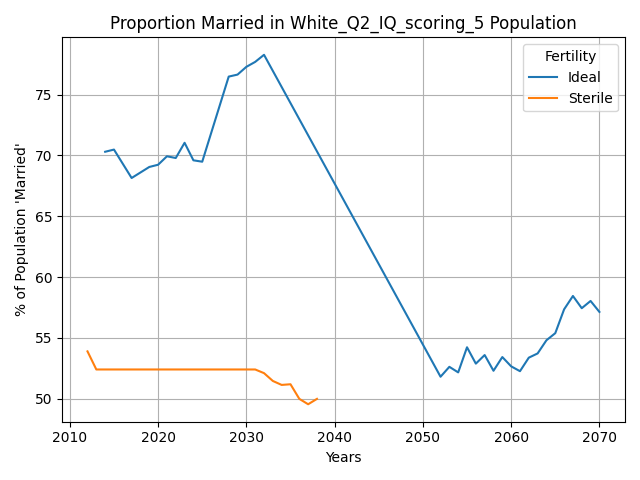 Proportion Married in White_Q2_IQ_scoring_5 Population
% of Population 'Married'
75
70
65
60
55
50
2010
2020
2030
2040
2050
2060
2070
Years
Fertility
Ideal
Sterile